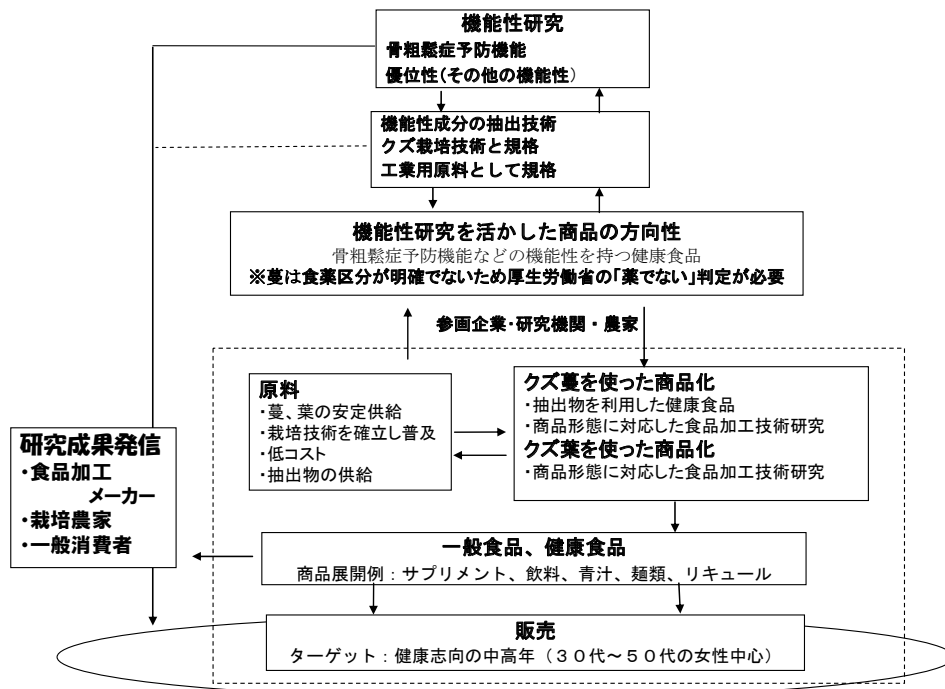 機能性研究
骨粗鬆症予防機能
優位性(その他の機能性)
機能性成分の抽出技術
クズ栽培技術と規格
工業用原料として規格
機能性研究を活かした商品の方向性
骨粗鬆症予防機能などの機能性を持つ健康食品
※蔓は食薬区分が明確でないため厚生労働省の「薬でない」判定が必要
参画企業・研究機関・農家
原料
・蔓、葉の安定供給
・栽培技術を確立し普及
・低コスト
・抽出物の供給
クズ蔓を使った商品化
・抽出物を利用した健康食品
・商品形態に対応した食品加工技術研究
クズ葉を使った商品化
・商品形態に対応した食品加工技術研究
研究成果発信
・食品加工
メーカー
・栽培農家
・一般消費者
一般食品、健康食品
商品展開例:サプリメント、飲料、青汁、麺類、リキュール
販売
ターゲット:健康志向の中高年(30代~50代の女性中心)